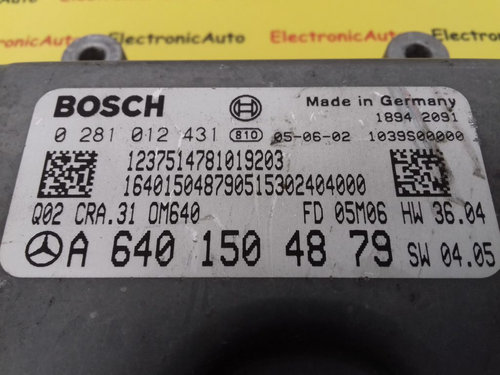 ElectronicAuto ElectronicAuto ElectronicAuto
BOSCH Made in Germany
1894 2091
0 281 012 431 810 05-06-02 1039S00000
1237514781019203
164015048790515302404000
Q02 CRA.31 OM640 FD 05M06 HW 36.04
A 640 150 48 79 SW 04.05